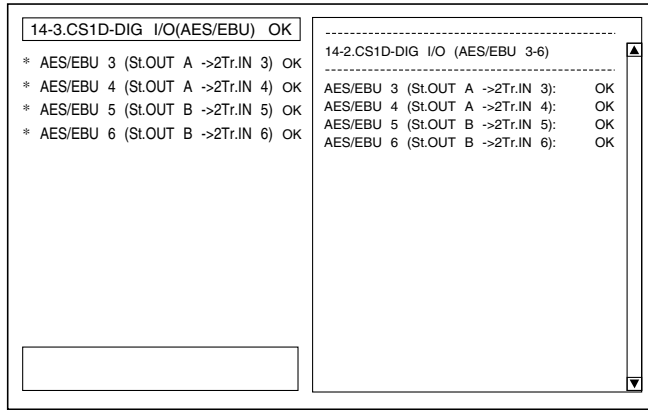 14-3.CS1D-DIG I/O(AES/EBU) OK
* AES/EBU 3 (St.OUT A ->2Tr.IN 3) OK
* AES/EBU 4 (St.OUT A ->2Tr.IN 4) OK
* AES/EBU 5 (St.OUT B ->2Tr.IN 5) OK
* AES/EBU 6 (St.OUT B ->2Tr.IN 6) OK
14-2.CS1D-DIG I/O (AES/EBU 3-6)
AES/EBU 3 (St.OUT A ->2Tr.IN 3): OK
AES/EBU 4 (St.OUT A ->2Tr.IN 4): OK
AES/EBU 5 (St.OUT B ->2Tr.IN 5): OK
AES/EBU 6 (St.OUT B ->2Tr.IN 6): OK